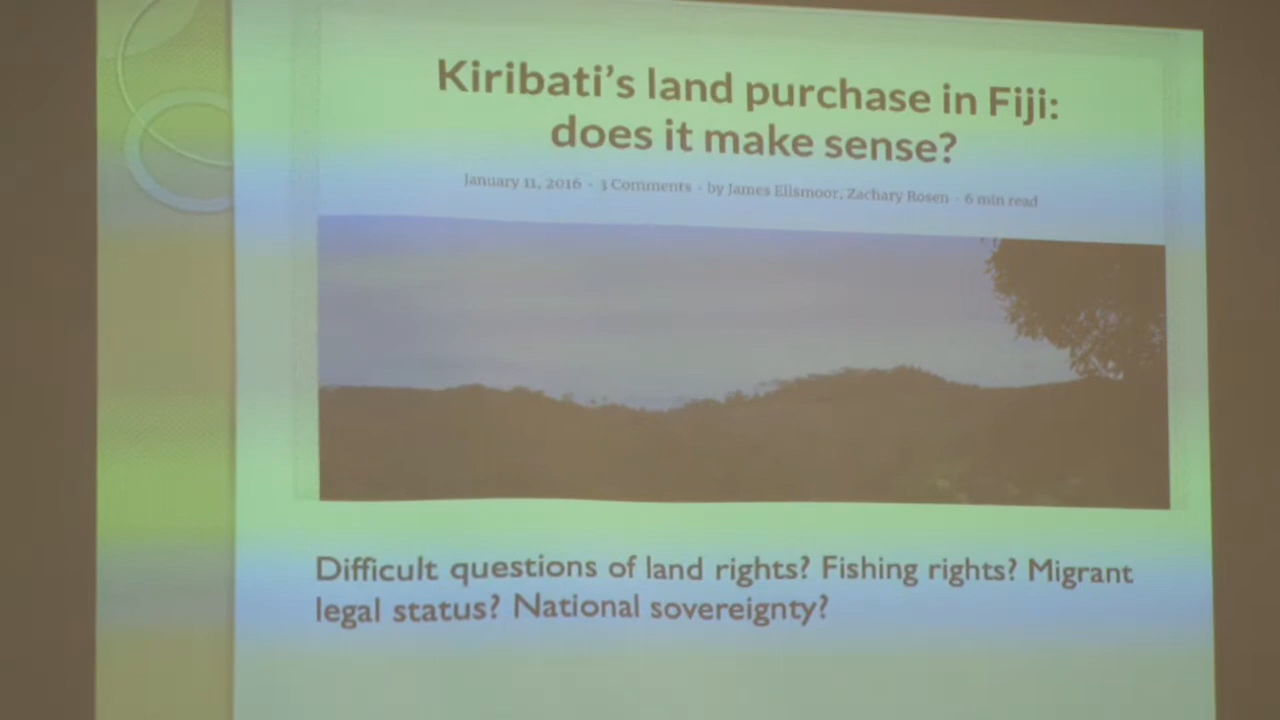 Kiribati's land purchase in Fiji:
does it make sense?
January 11, 2016 · 3 Comments · by James Ellsmoor, Zachary Rosen · 6 min read
Difficult questions of land rights? Fishing rights? Migrant
legal status? National sovereignty?